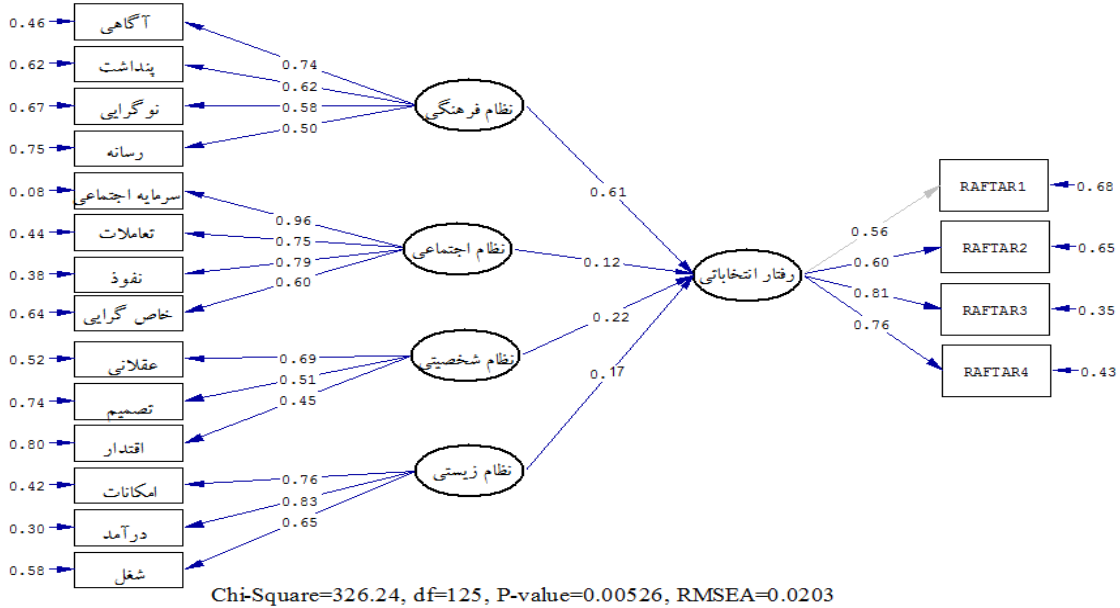 0.46
آگاهی
0.62
پنداشت
0.67
نوگرایی
0.75
رسانه
0.08
سرمایه اجتماعی
0.44
تعاملات
0.38
نفوذ
0.64
خاص گرایی
0.52
عقلانی
0.74
تصمیم
0.80
اقتدار
0.42
امکانات
0.30
درآمد
0.58
شغل
0.74
0.62
0.58
0.50
نظام فرهنگی
0.96
0.75
0.79
0.60
نظام اجتماعی
0.69
0.51
0.45
نظام شخصیتی
0.76
0.83
0.65
نظام زیستی
0.61
0.12
0.22
0.17
رفتار انتخاباتی
0.56
0.60
0.81
0.76
RAFTAR1
0.68
RAFTAR2
0.65
RAFTAR3
0.35
RAFTAR4
0.43
Chi-Square=326.24, df=125, P-value=0.00526, RMSEA=0.0203